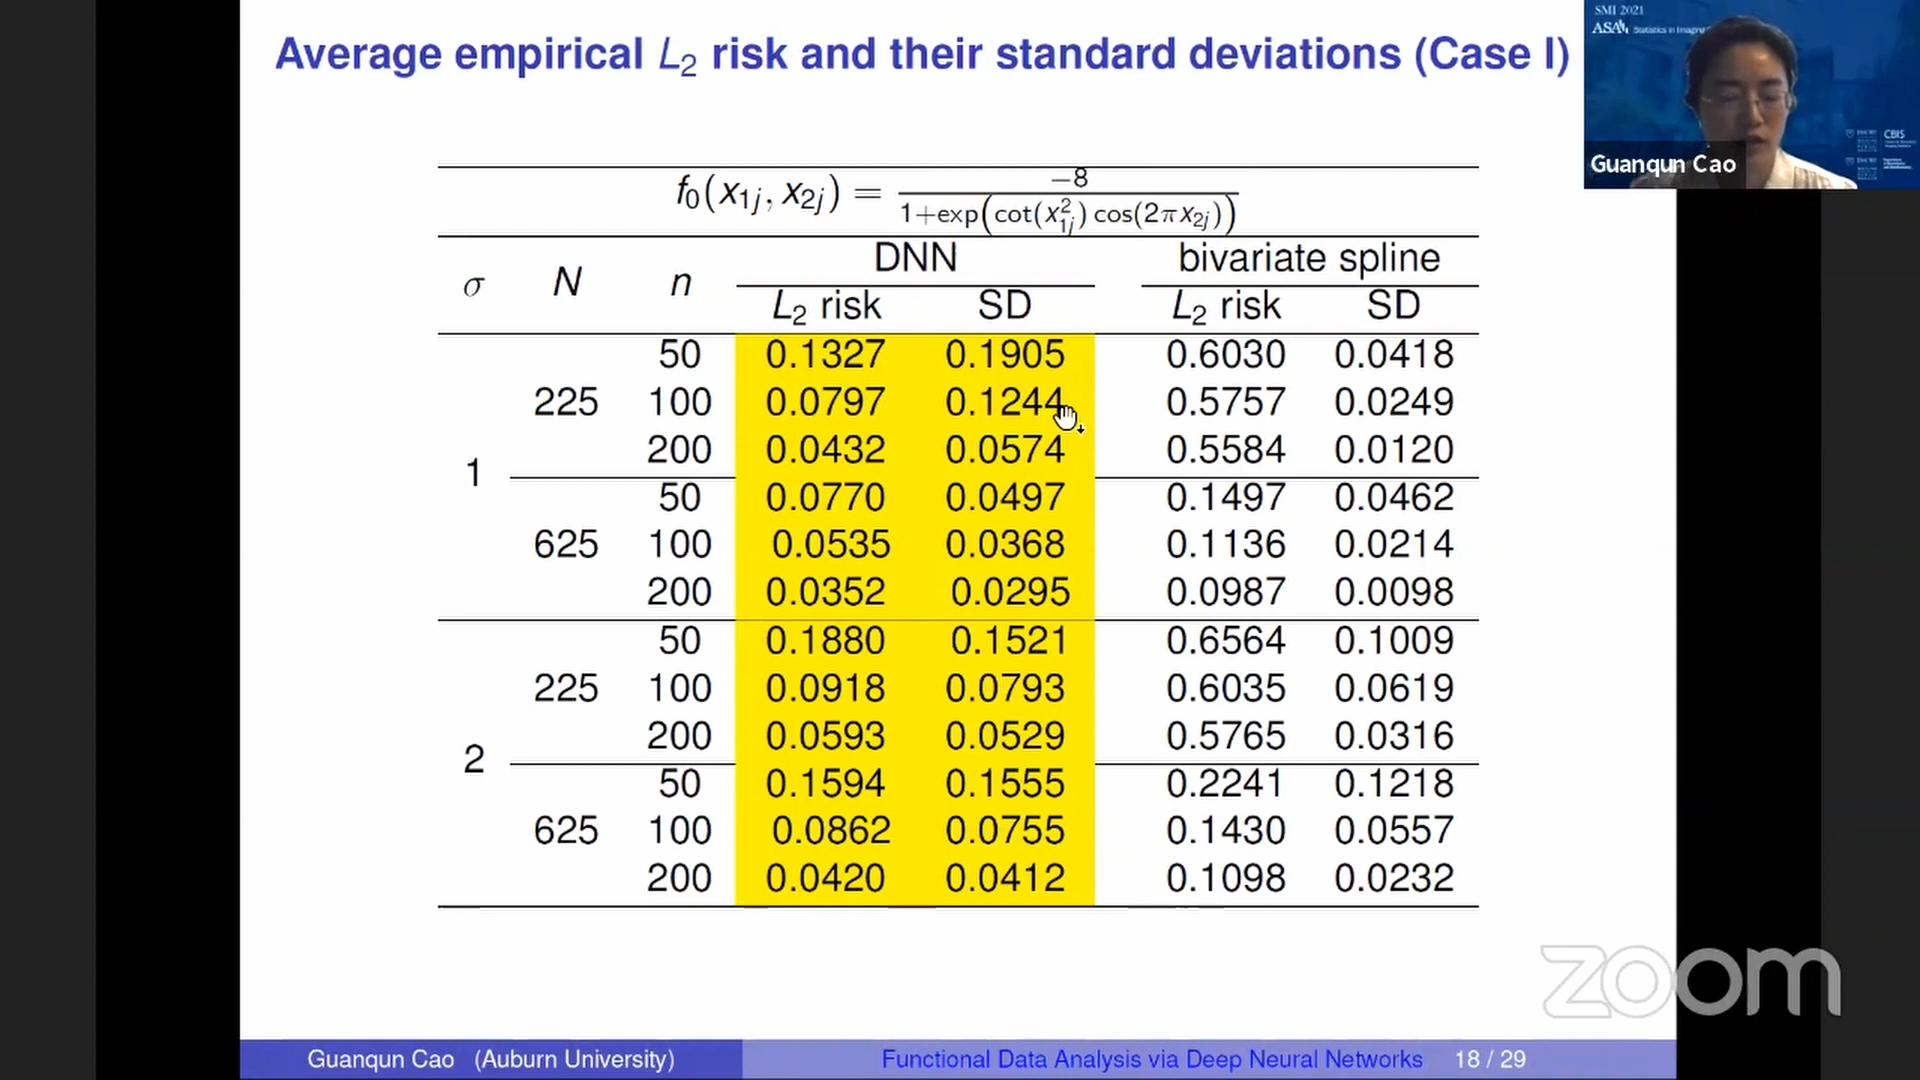 Average empirical L2 risk and their standard deviations (Case I)
SMI 2021
ASA Statistics in Imaging
CBIS
Guanqun Cao
f0(x1j, x2j) = −8 / 1+exp(cot(x²1j) cos(2πx2j))
σ N n DNN bivariate spline
L2 risk SD L2 risk SD
1 225 50 0.1327 0.1905 0.6030 0.0418
100 0.0797 0.1244 0.5757 0.0249
200 0.0432 0.0574 0.5584 0.0120
625 50 0.0770 0.0497 0.1497 0.0462
100 0.0535 0.0368 0.1136 0.0214
200 0.0352 0.0295 0.0987 0.0098
2 225 50 0.1880 0.1521 0.6564 0.1009
100 0.0918 0.0793 0.6035 0.0619
200 0.0593 0.0529 0.5765 0.0316
625 50 0.1594 0.1555 0.2241 0.1218
100 0.0862 0.0755 0.1430 0.0557
200 0.0420 0.0412 0.1098 0.0232
zoom
Guanqun Cao (Auburn University) Functional Data Analysis via Deep Neural Networks 18 / 29